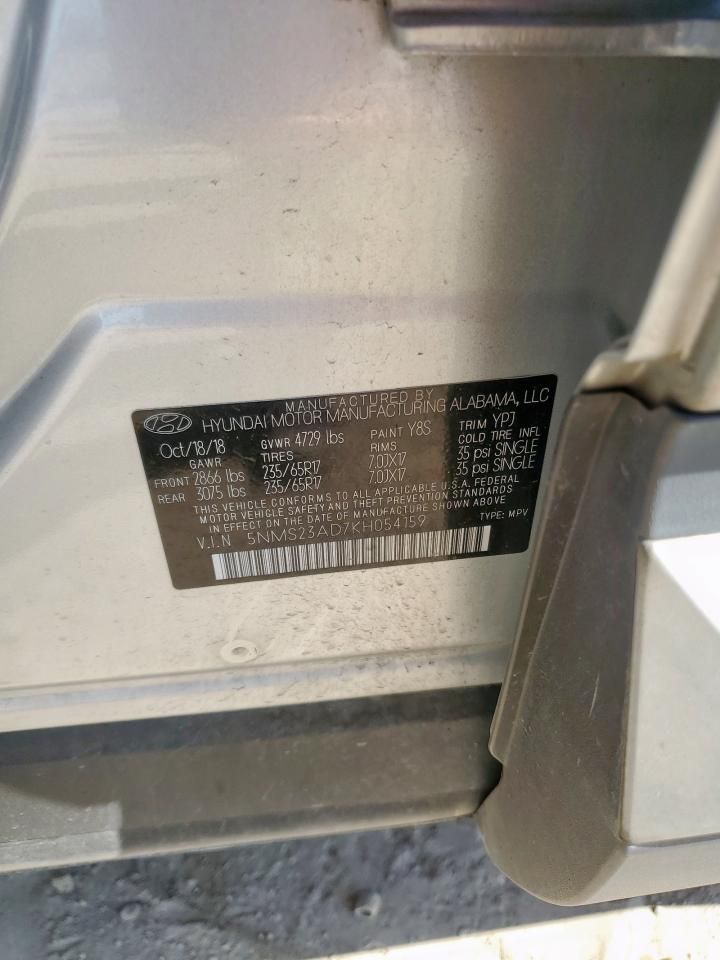 MANUFACTURED BY
HYUNDAI MOTOR MANUFACTURING ALABAMA, LLC
Oct/18/18 GVWR 4729 lbs PAINT Y8S TRIM YPJ
GAWR TIRES RIMS COLD TIRE INFL
FRONT 2866 lbs 235/65R17 7.0JX17 35 psi SINGLE
REAR 3075 lbs 235/65R17 7.0JX17 35 psi SINGLE
THIS VEHICLE CONFORMS TO ALL APPLICABLE U.S.A. FEDERAL
MOTOR VEHICLE SAFETY, AND THEFT PREVENTION STANDARDS
IN EFFECT ON THE DATE OF MANUFACTURE SHOWN ABOVE
V.I.N 5NMS23AD7KH054159 TYPE: MPV